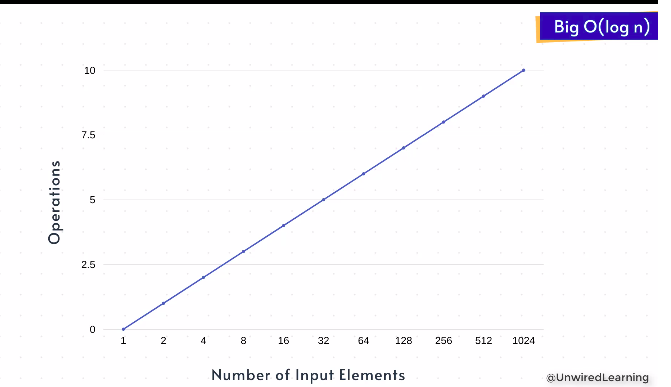 Big O(log n)
10
7.5
5
2.5
0
Operations
1 2 4 8 16 32 64 128 256 512 1024
Number of Input Elements
@UnwiredLearning